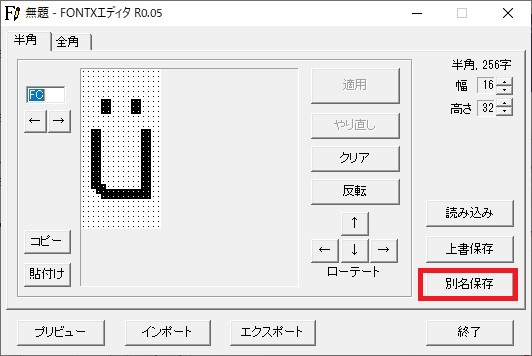 無題 - FONTXエディタ R0.05
半角 全角
半角, 256字
幅 16
高さ 32
FC
← →
適用
やり直し
クリア
反転
↑
← ↓ →
ローテート
コピー
貼付け
読み込み
上書保存
別名保存
プレビュー インポート エクスポート 終了